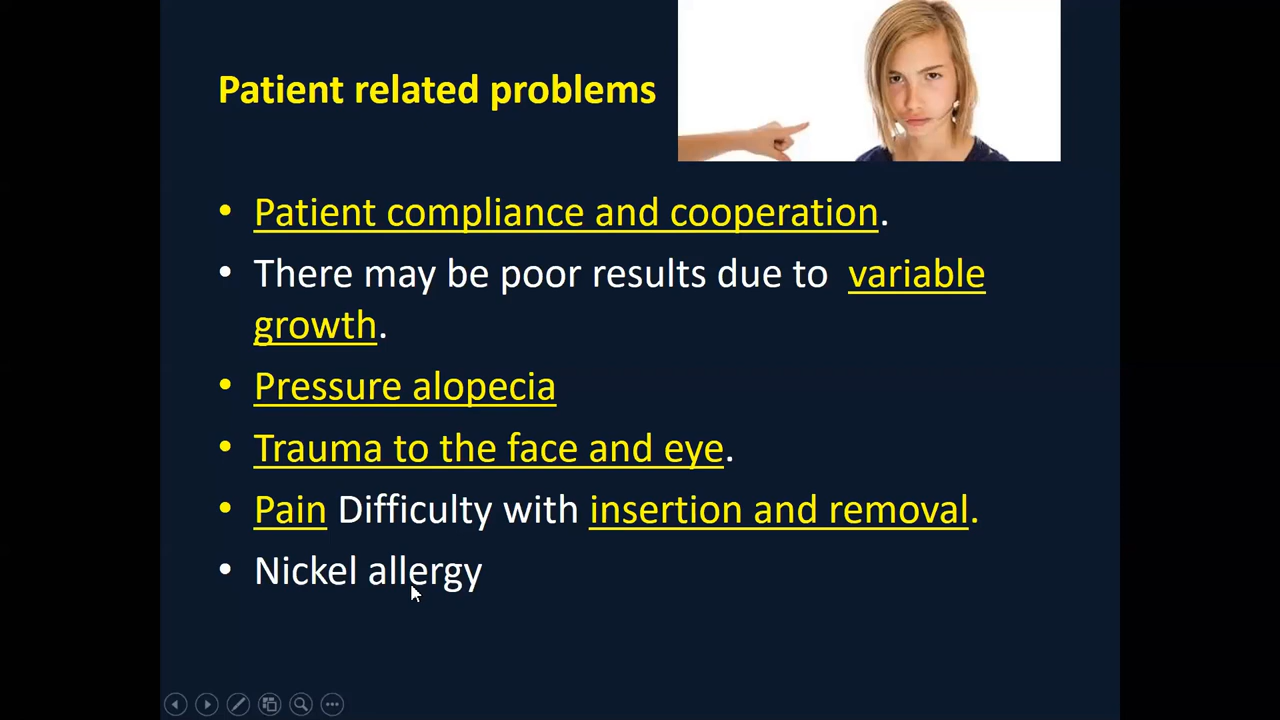 Patient related problems
• Patient compliance and cooperation.
• There may be poor results due to variable
growth.
• Pressure alopecia
• Trauma to the face and eye.
• Pain Difficulty with insertion and removal.
• Nickel allergy